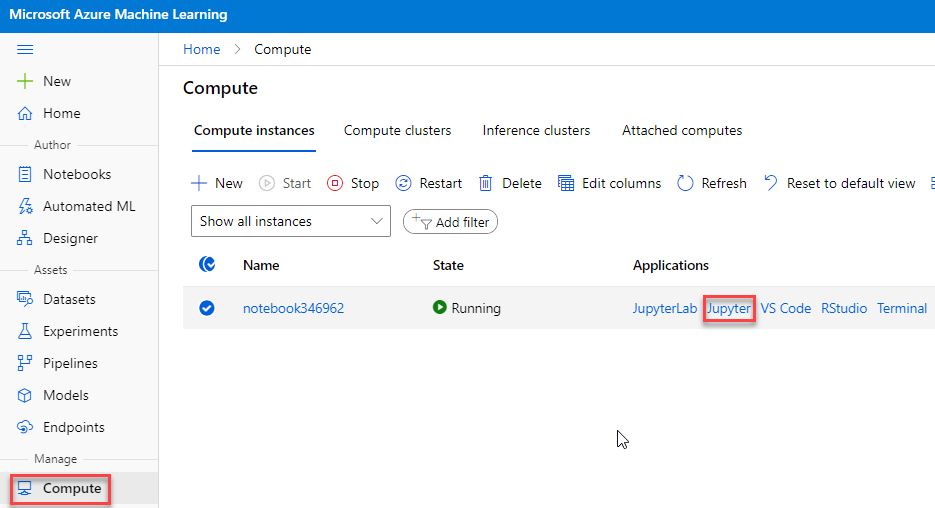 Microsoft Azure Machine Learning
Home > Compute
New
Home
Author
Notebooks
Automated ML
Designer
Assets
Datasets
Experiments
Pipelines
Models
Endpoints
Manage
Compute
Compute
Compute instances Compute clusters Inference clusters Attached computes
New Start Stop Restart Delete Edit columns Refresh Reset to default view
Show all instances Add filter
Name State Applications
notebook346962 Running JupyterLab Jupyter VS Code RStudio Terminal